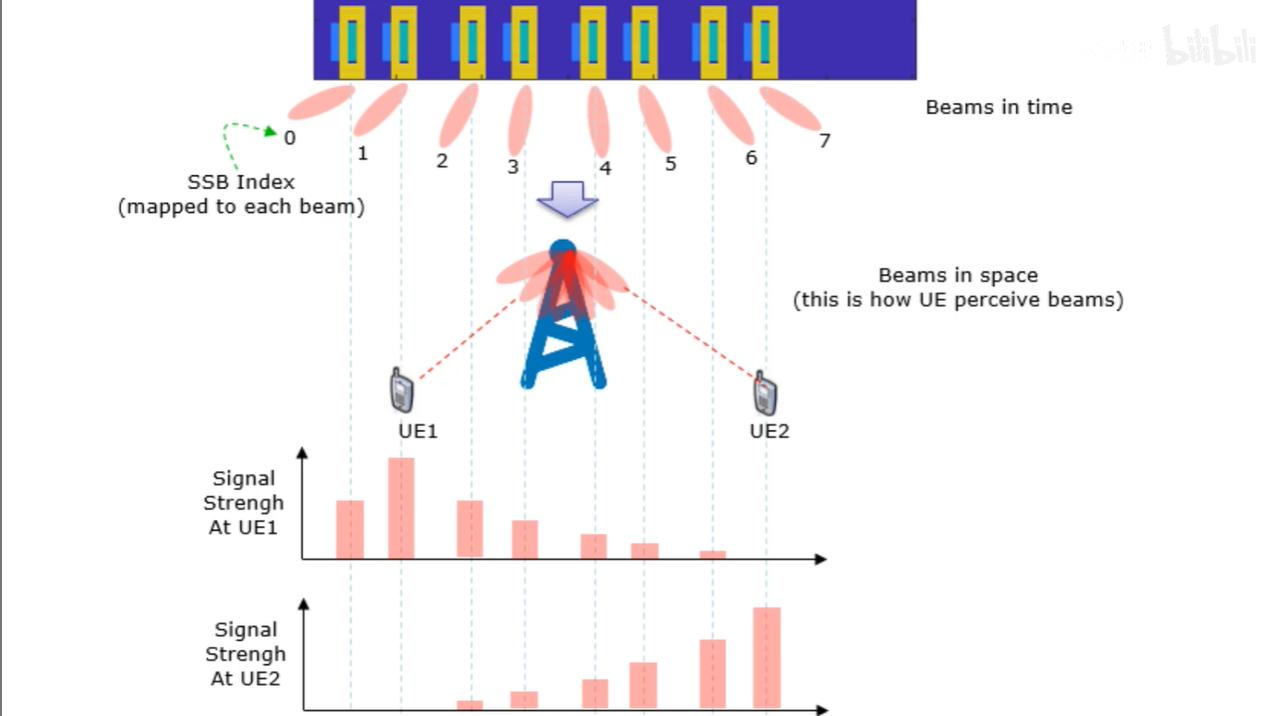 bilibili
Beams in time
0
1
2
3
4
5
6
7
SSB Index
(mapped to each beam)
Beams in space
(this is how UE perceive beams)
UE1
UE2
Signal
Strengh
At UE1
Signal
Strengh
At UE2